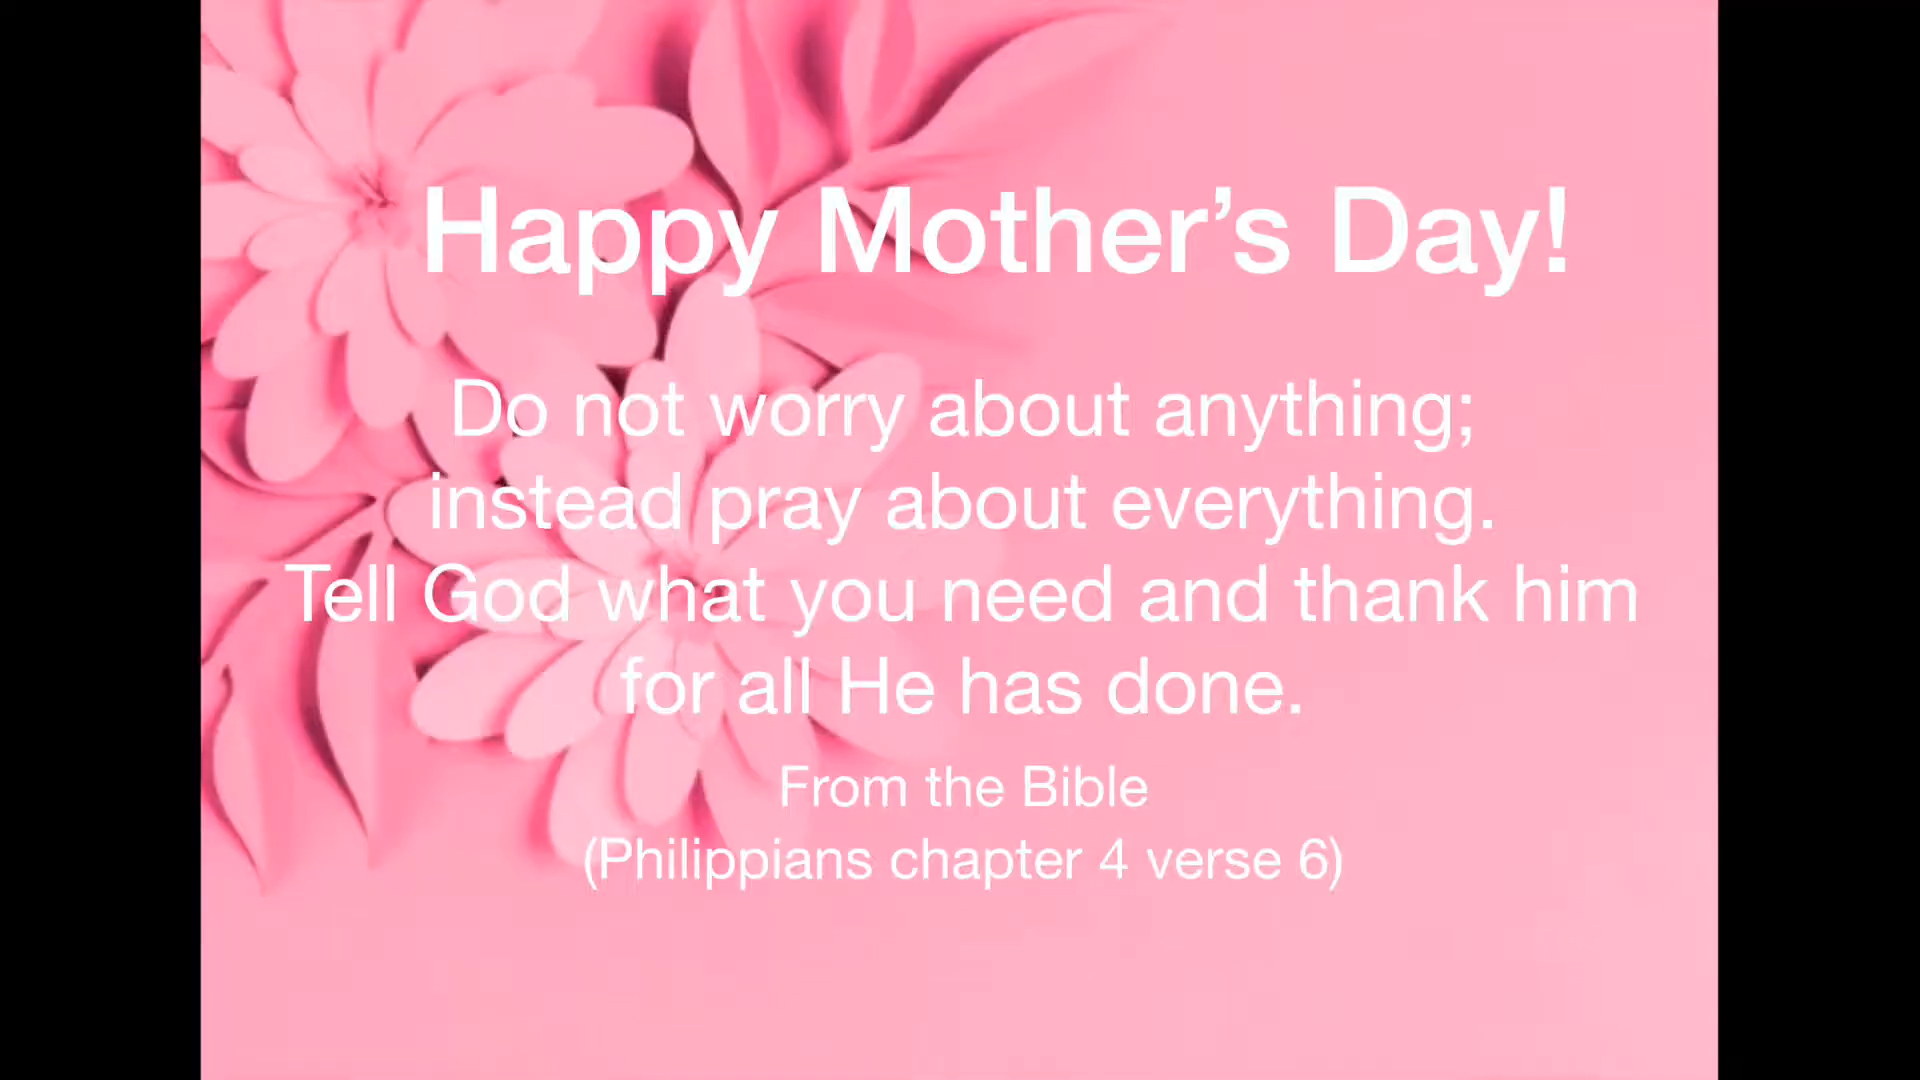 Happy Mother’s Day!
Do not worry about anything;
instead pray about everything.
Tell God what you need and thank him
for all He has done.
From the Bible
(Philippians chapter 4 verse 6)